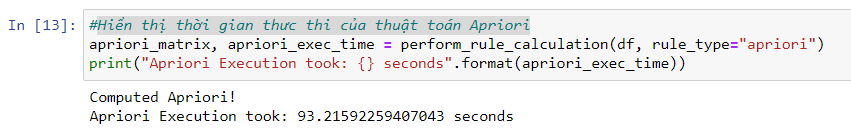 In [13]: #Hiển thị thời gian thực thi của thuật toán Apriori
apriori_matrix, apriori_exec_time = perform_rule_calculation(df, rule_type="apriori")
print("Apriori Execution took: {} seconds".format(apriori_exec_time))
Computed Apriori!
Apriori Execution took: 93.21592259407043 seconds